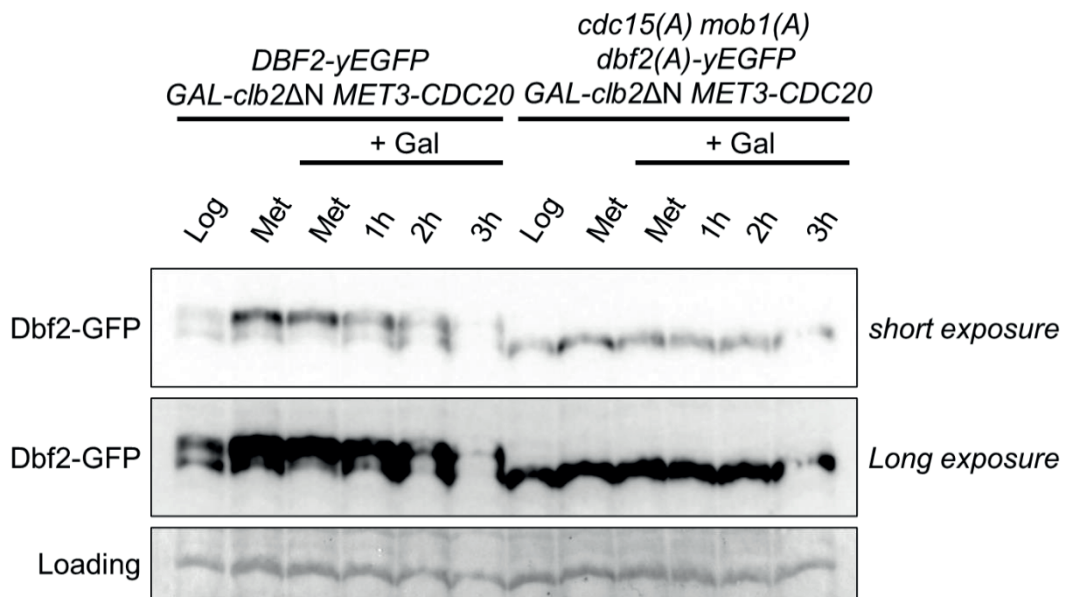 cdc15(A) mob1(A)
DBF2-yEGFP dbf2(A)-yEGFP
GAL-clb2ΔN MET3-CDC20 GAL-clb2ΔN MET3-CDC20
+ Gal + Gal
Log Met Met 1h 2h 3h Log Met Met 1h 2h 3h
Dbf2-GFP short exposure
Dbf2-GFP Long exposure
Loading